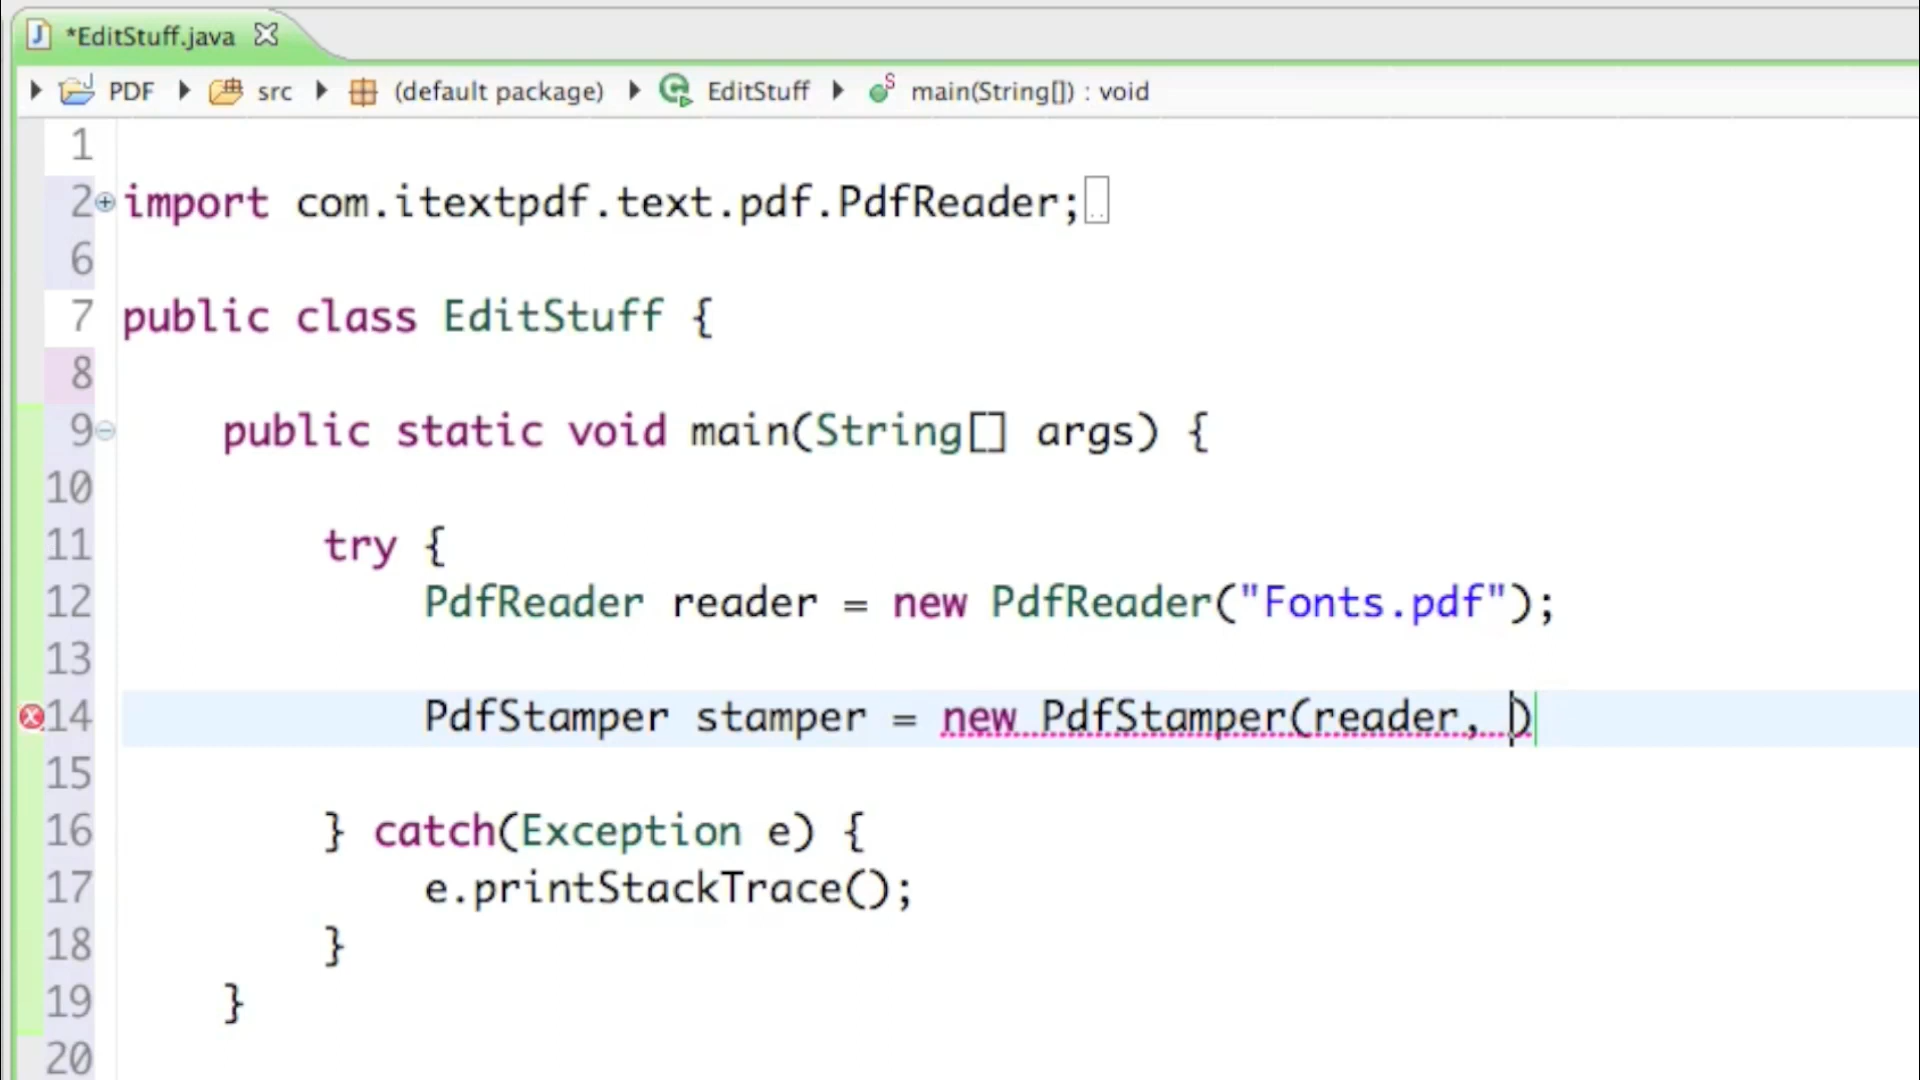 *EditStuff.java
PDF src (default package) EditStuff main(String[]) : void
1
2 import com.itextpdf.text.pdf.PdfReader;
6
7 public class EditStuff {
8
9 public static void main(String[] args) {
10
11 try {
12 PdfReader reader = new PdfReader("Fonts.pdf");
13
14 PdfStamper stamper = new PdfStamper(reader, )
15
16 } catch(Exception e) {
17 e.printStackTrace();
18 }
19 }
20